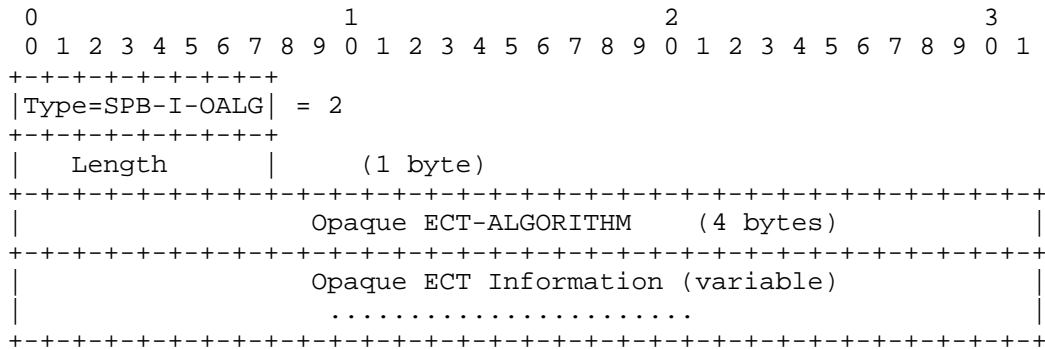 0                   1                   2                   3
 0 1 2 3 4 5 6 7 8 9 0 1 2 3 4 5 6 7 8 9 0 1 2 3 4 5 6 7 8 9 0 1
+-+-+-+-+-+-+-+-+
|Type=SPB-I-OALG| = 2
+-+-+-+-+-+-+-+-+
|   Length      |     (1 byte)
+-+-+-+-+-+-+-+-+-+-+-+-+-+-+-+-+-+-+-+-+-+-+-+-+-+-+-+-+-+-+-+-+
|                  Opaque ECT-ALGORITHM   (4 bytes)             |
+-+-+-+-+-+-+-+-+-+-+-+-+-+-+-+-+-+-+-+-+-+-+-+-+-+-+-+-+-+-+-+-+
|                  Opaque ECT Information (variable)            |
|                   .......................                     |
+-+-+-+-+-+-+-+-+-+-+-+-+-+-+-+-+-+-+-+-+-+-+-+-+-+-+-+-+-+-+-+-+